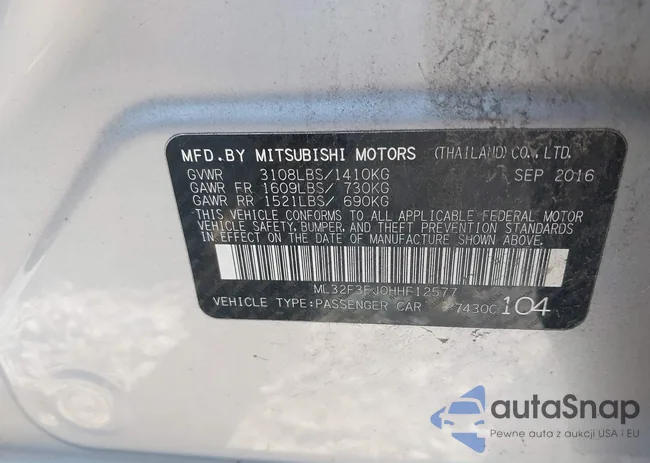 MFD.BY MITSUBISHI MOTORS (THAILAND) CO., LTD.
GVWR 3108LBS/1410KG SEP 2016
GAWR FR 1609LBS/ 730KG
GAWR RR 1521LBS/ 690KG
THIS VEHICLE CONFORMS TO ALL APPLICABLE FEDERAL MOTOR
VEHICLE SAFETY, BUMPER, AND THEFT PREVENTION STANDARDS
IN EFFECT ON THE DATE OF MANUFACTURE SHOWN ABOVE.
ML32F3FJ0HHF12577
VEHICLE TYPE:PASSENGER CAR 7430C 104
autaSnap
Pewne auta z aukcji USA i EU